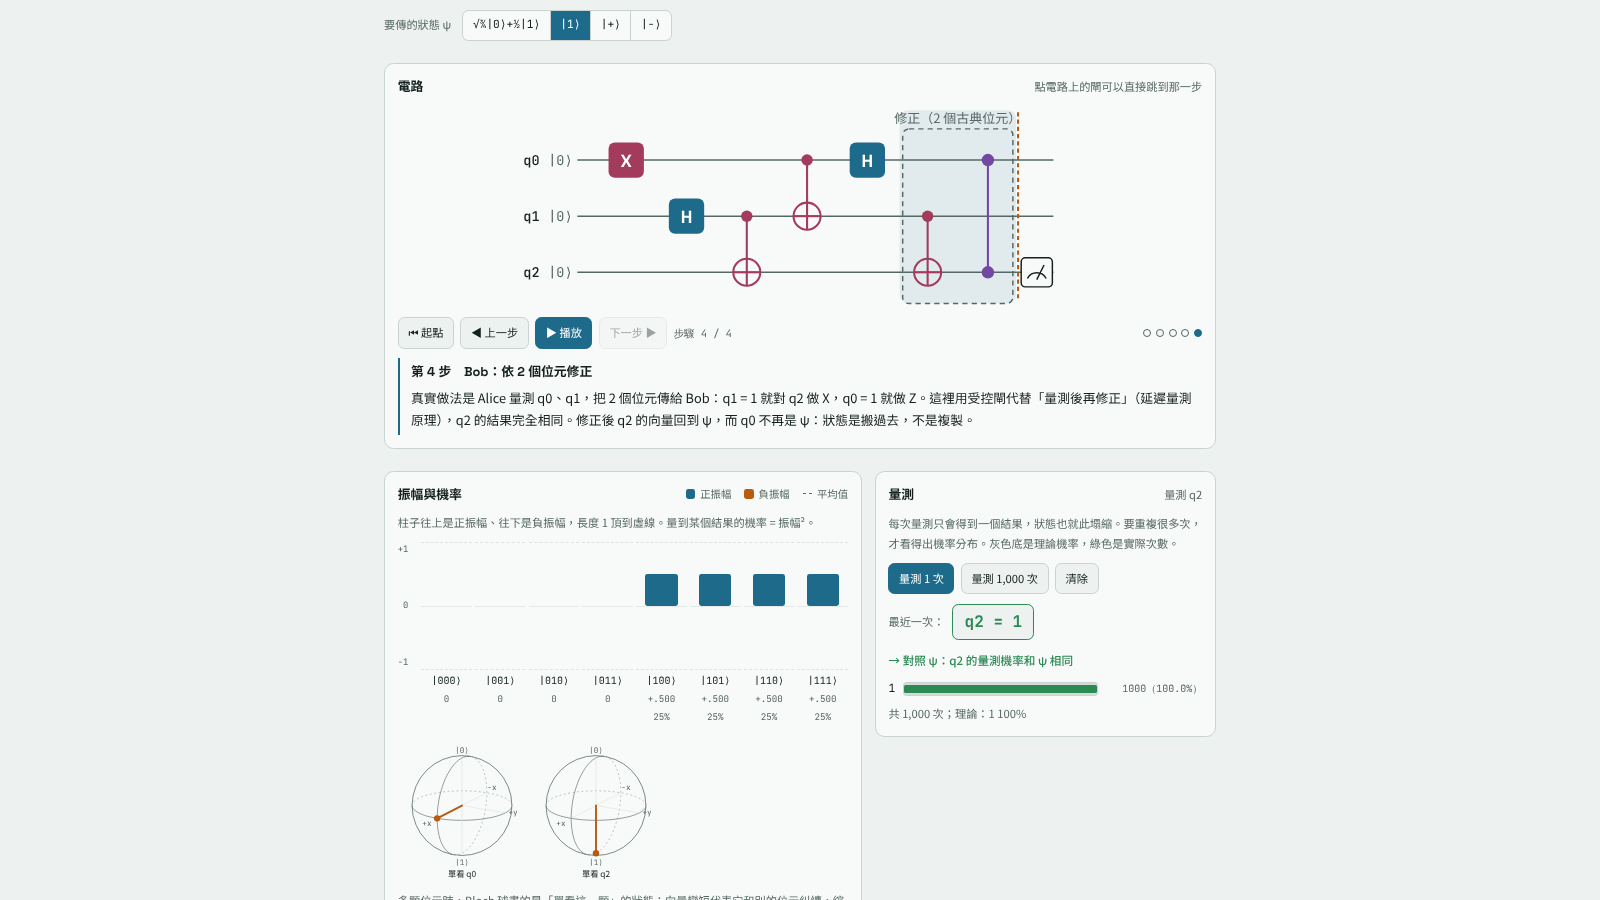 要傳的狀態 ψ √¾|0⟩+½|1⟩ |1⟩ |+⟩ |-⟩
電路 點電路上的閘可以直接跳到那一步
修正（2 個古典位元）
q0 |0⟩ X H
q1 |0⟩ H
q2 |0⟩
⏮ 起點 ◀ 上一步 ▶ 播放 下一步 ▶ 步驟 4 / 4
第 4 步 Bob：依 2 個位元修正
真實做法是 Alice 量測 q0、q1，把 2 個位元傳給 Bob：q1 = 1 就對 q2 做 X，q0 = 1 就做 Z。這裡用受控閘代替「量測後再修正」（延遲量測
原理），q2 的結果完全相同。修正後 q2 的向量回到 ψ，而 q0 不再是 ψ：狀態是搬過去，不是複製。
振幅與機率 正振幅 負振幅 平均值
柱子往上是正振幅、往下是負振幅，長度 1 頂到虛線。量到某個結果的機率 = 振幅²。
+1
0
-1
|000⟩ |001⟩ |010⟩ |011⟩ |100⟩ |101⟩ |110⟩ |111⟩
0 0 0 0 +.500 +.500 +.500 +.500
25% 25% 25% 25%
|0⟩ |0⟩
-x -x
+y +y
+x +x
|1⟩ |1⟩
單看 q0 單看 q2
量測 量測 q2
每次量測只會得到一個結果，狀態也就此塌縮。要重複很多次，
才看得出機率分布。灰色底是理論機率，綠色是實際次數。
量測 1 次 量測 1,000 次 清除
最近一次： q2 = 1
→ 對照 ψ：q2 的量測機率和 ψ 相同
1 1000 (100.0%)
共 1,000 次；理論：1 100%